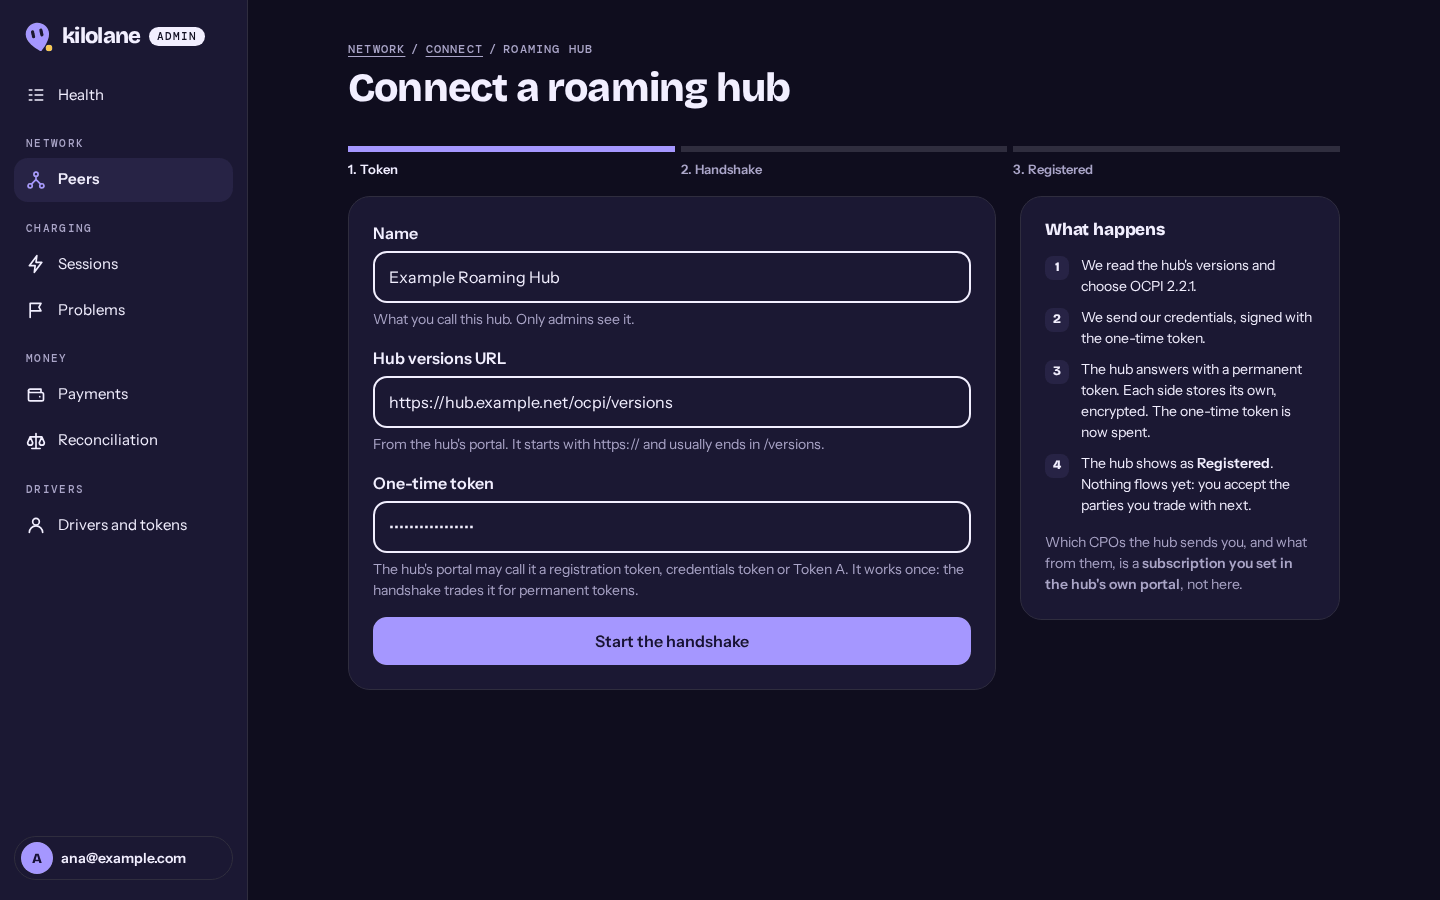 kilolane ADMIN
Health
NETWORK
Peers
CHARGING
Sessions
Problems
MONEY
Payments
Reconciliation
DRIVERS
Drivers and tokens
A ana@example.com
NETWORK / CONNECT / ROAMING HUB
Connect a roaming hub
1. Token
2. Handshake
3. Registered
Name
Example Roaming Hub
What you call this hub. Only admins see it.
Hub versions URL
https://hub.example.net/ocpi/versions
From the hub's portal. It starts with https:// and usually ends in /versions.
One-time token
•••••••••••••••••
The hub's portal may call it a registration token, credentials token or Token A. It works once: the
handshake trades it for permanent tokens.
Start the handshake
What happens
1 We read the hub's versions and
choose OCPI 2.2.1.
2 We send our credentials, signed with
the one-time token.
3 The hub answers with a permanent
token. Each side stores its own,
encrypted. The one-time token is
now spent.
4 The hub shows as Registered.
Nothing flows yet: you accept the
parties you trade with next.
Which CPOs the hub sends you, and what
from them, is a subscription you set in
the hub's own portal, not here.